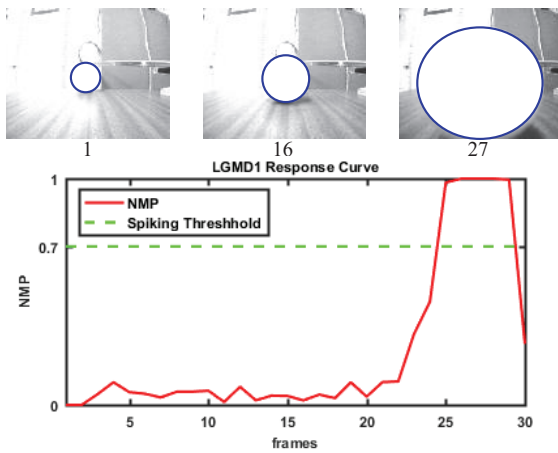 1 16 27
LGMD1 Response Curve
1
NMP
Spiking Threshhold
0.7
NMP
0
5 10 15 20 25 30
frames